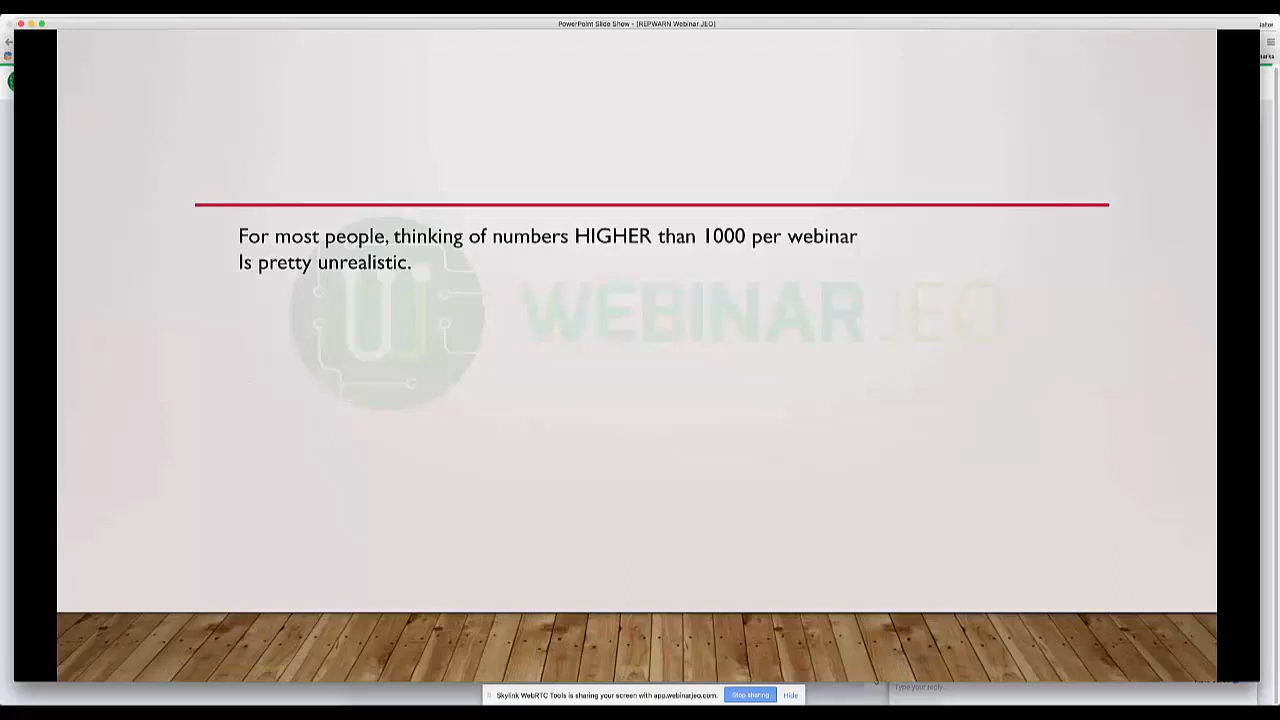 PowerPoint Slide Show - [REPWARN Webinar JEO]
For most people, thinking of numbers HIGHER than 1000 per webinar
Is pretty unrealistic.
WEBINAR JEO
Skylink WebRTC Tools is sharing your screen with app.webinarjeo.com.
Stop sharing
Hide
Type your reply...